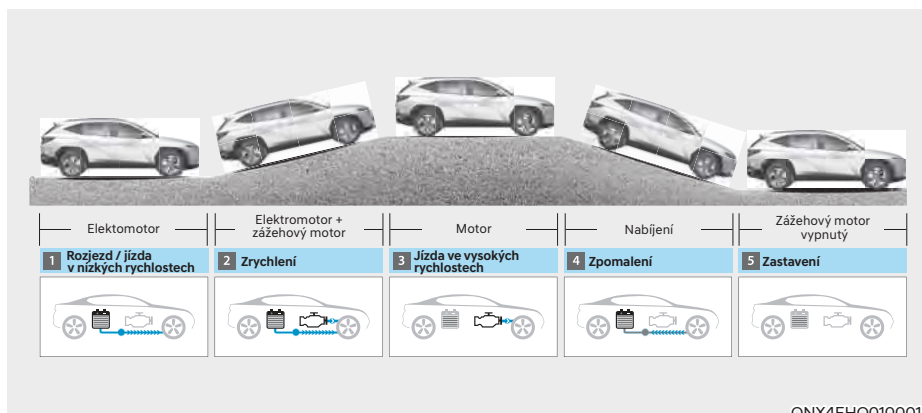 Elektomotor
Elektromotor +
zážehový motor
Motor
Nabíjení
Zážehový motor
vypnutý
1 Rozjezd / jízda
v nízkých rychlostech
2 Zrychlení
3 Jízda ve vysokých
rychlostech
4 Zpomalení
5 Zastavení